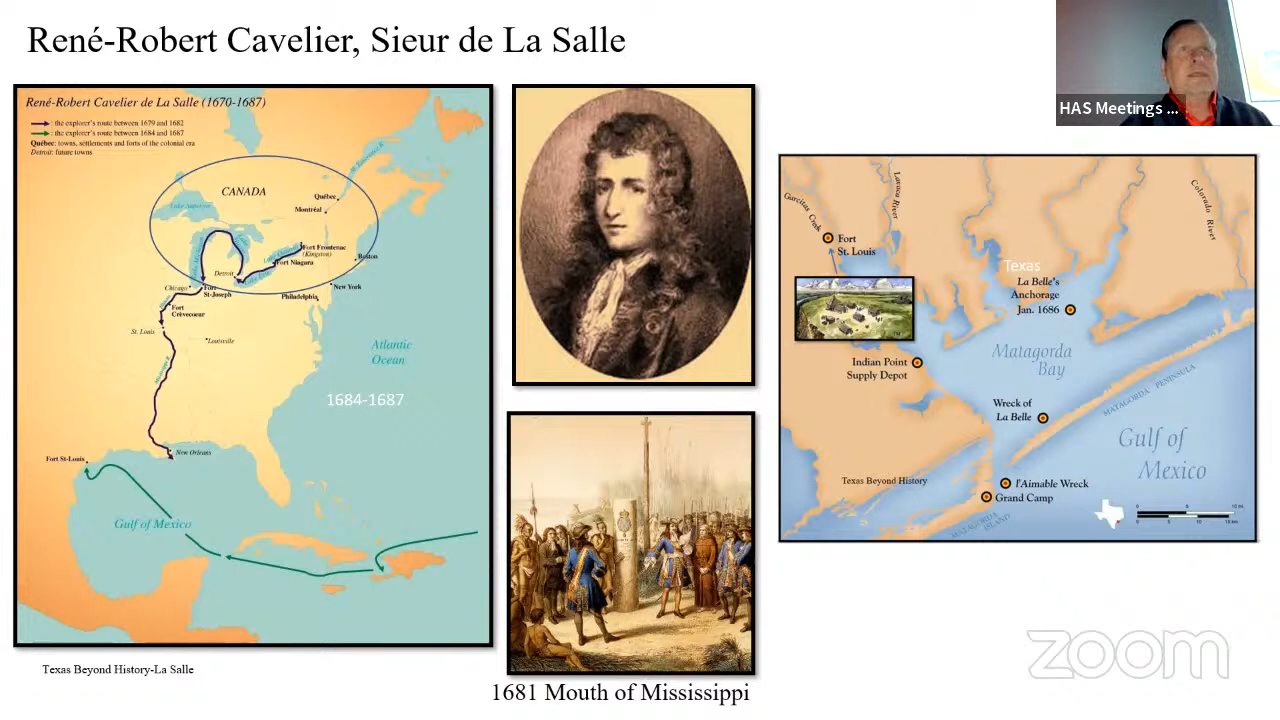 René-Robert Cavelier, Sieur de La Salle
HAS Meetings ...
René-Robert Cavelier de La Salle (1670-1687)
: the explorer's route between 1679 and 1682
: the explorer's route between 1684 and 1687
Québec: towns, settlements and forts of the colonial era
Detroit: future towns
CANADA
Québec
Montréal
Lake Superior
Fort Frontenac
(Kingston)
Fort Niagara
Boston
Detroit
New York
Chicago
Fort
St-Joseph
Philadelphia
Fort
Crèvecoeur
St. Louis
Louisville
Atlantic
Ocean
1684-1687
New Orleans
Fort St-Louis
Gulf of Mexico
Texas Beyond History-La Salle
1681 Mouth of Mississippi
Garcitas Creek
Lavaca River
Colorado River
Fort
St. Louis
Texas
La Belle's
Anchorage
Jan. 1686
Matagorda
Bay
Indian Point
Supply Depot
MATAGORDA PENINSULA
Wreck of
La Belle
Gulf of
Mexico
Texas Beyond History
l'Aimable Wreck
Grand Camp
MATAGORDA
ISLAND
zoom